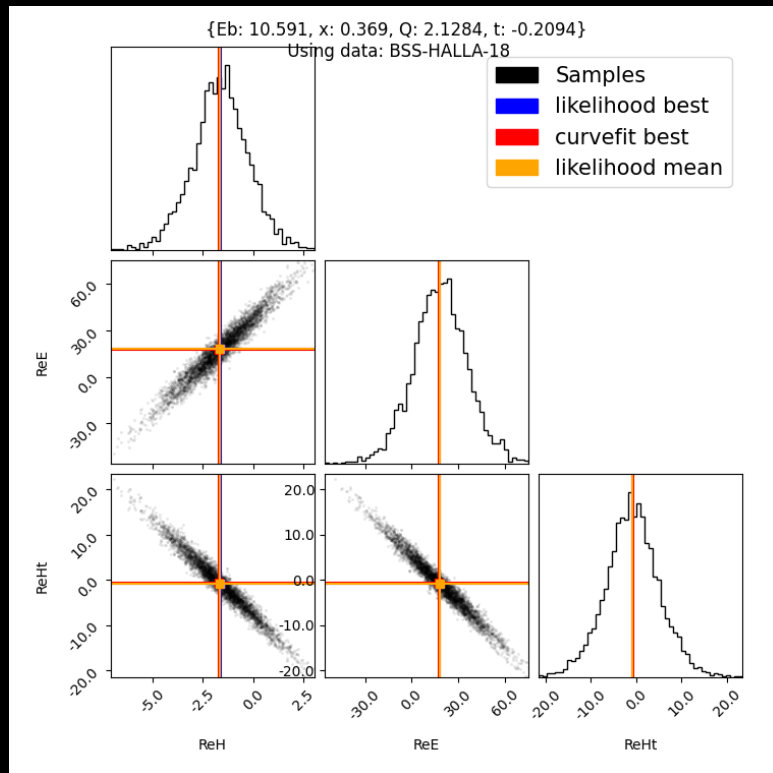 {Eb: 10.591, x: 0.369, Q: 2.1284, t: -0.2094}
Using data: BSS-HALLA-18
Samples
likelihood best
curvefit best
likelihood mean
60.0
30.0
0.0
-30.0
ReE
20.0
10.0
0.0
-10.0
-20.0
ReHt
20.0
10.0
0.0
-10.0
-20.0
-5.0 -2.5 0.0 2.5
-30.0 0.0 30.0 60.0
-20.0 -10.0 0.0 10.0 20.0
ReH ReE ReHt